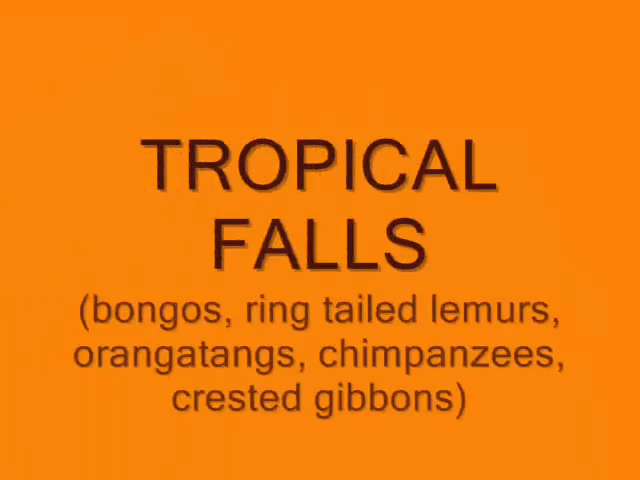 TROPICAL
FALLS
(bongos, ring tailed lemurs,
orangatangs, chimpanzees,
crested gibbons)